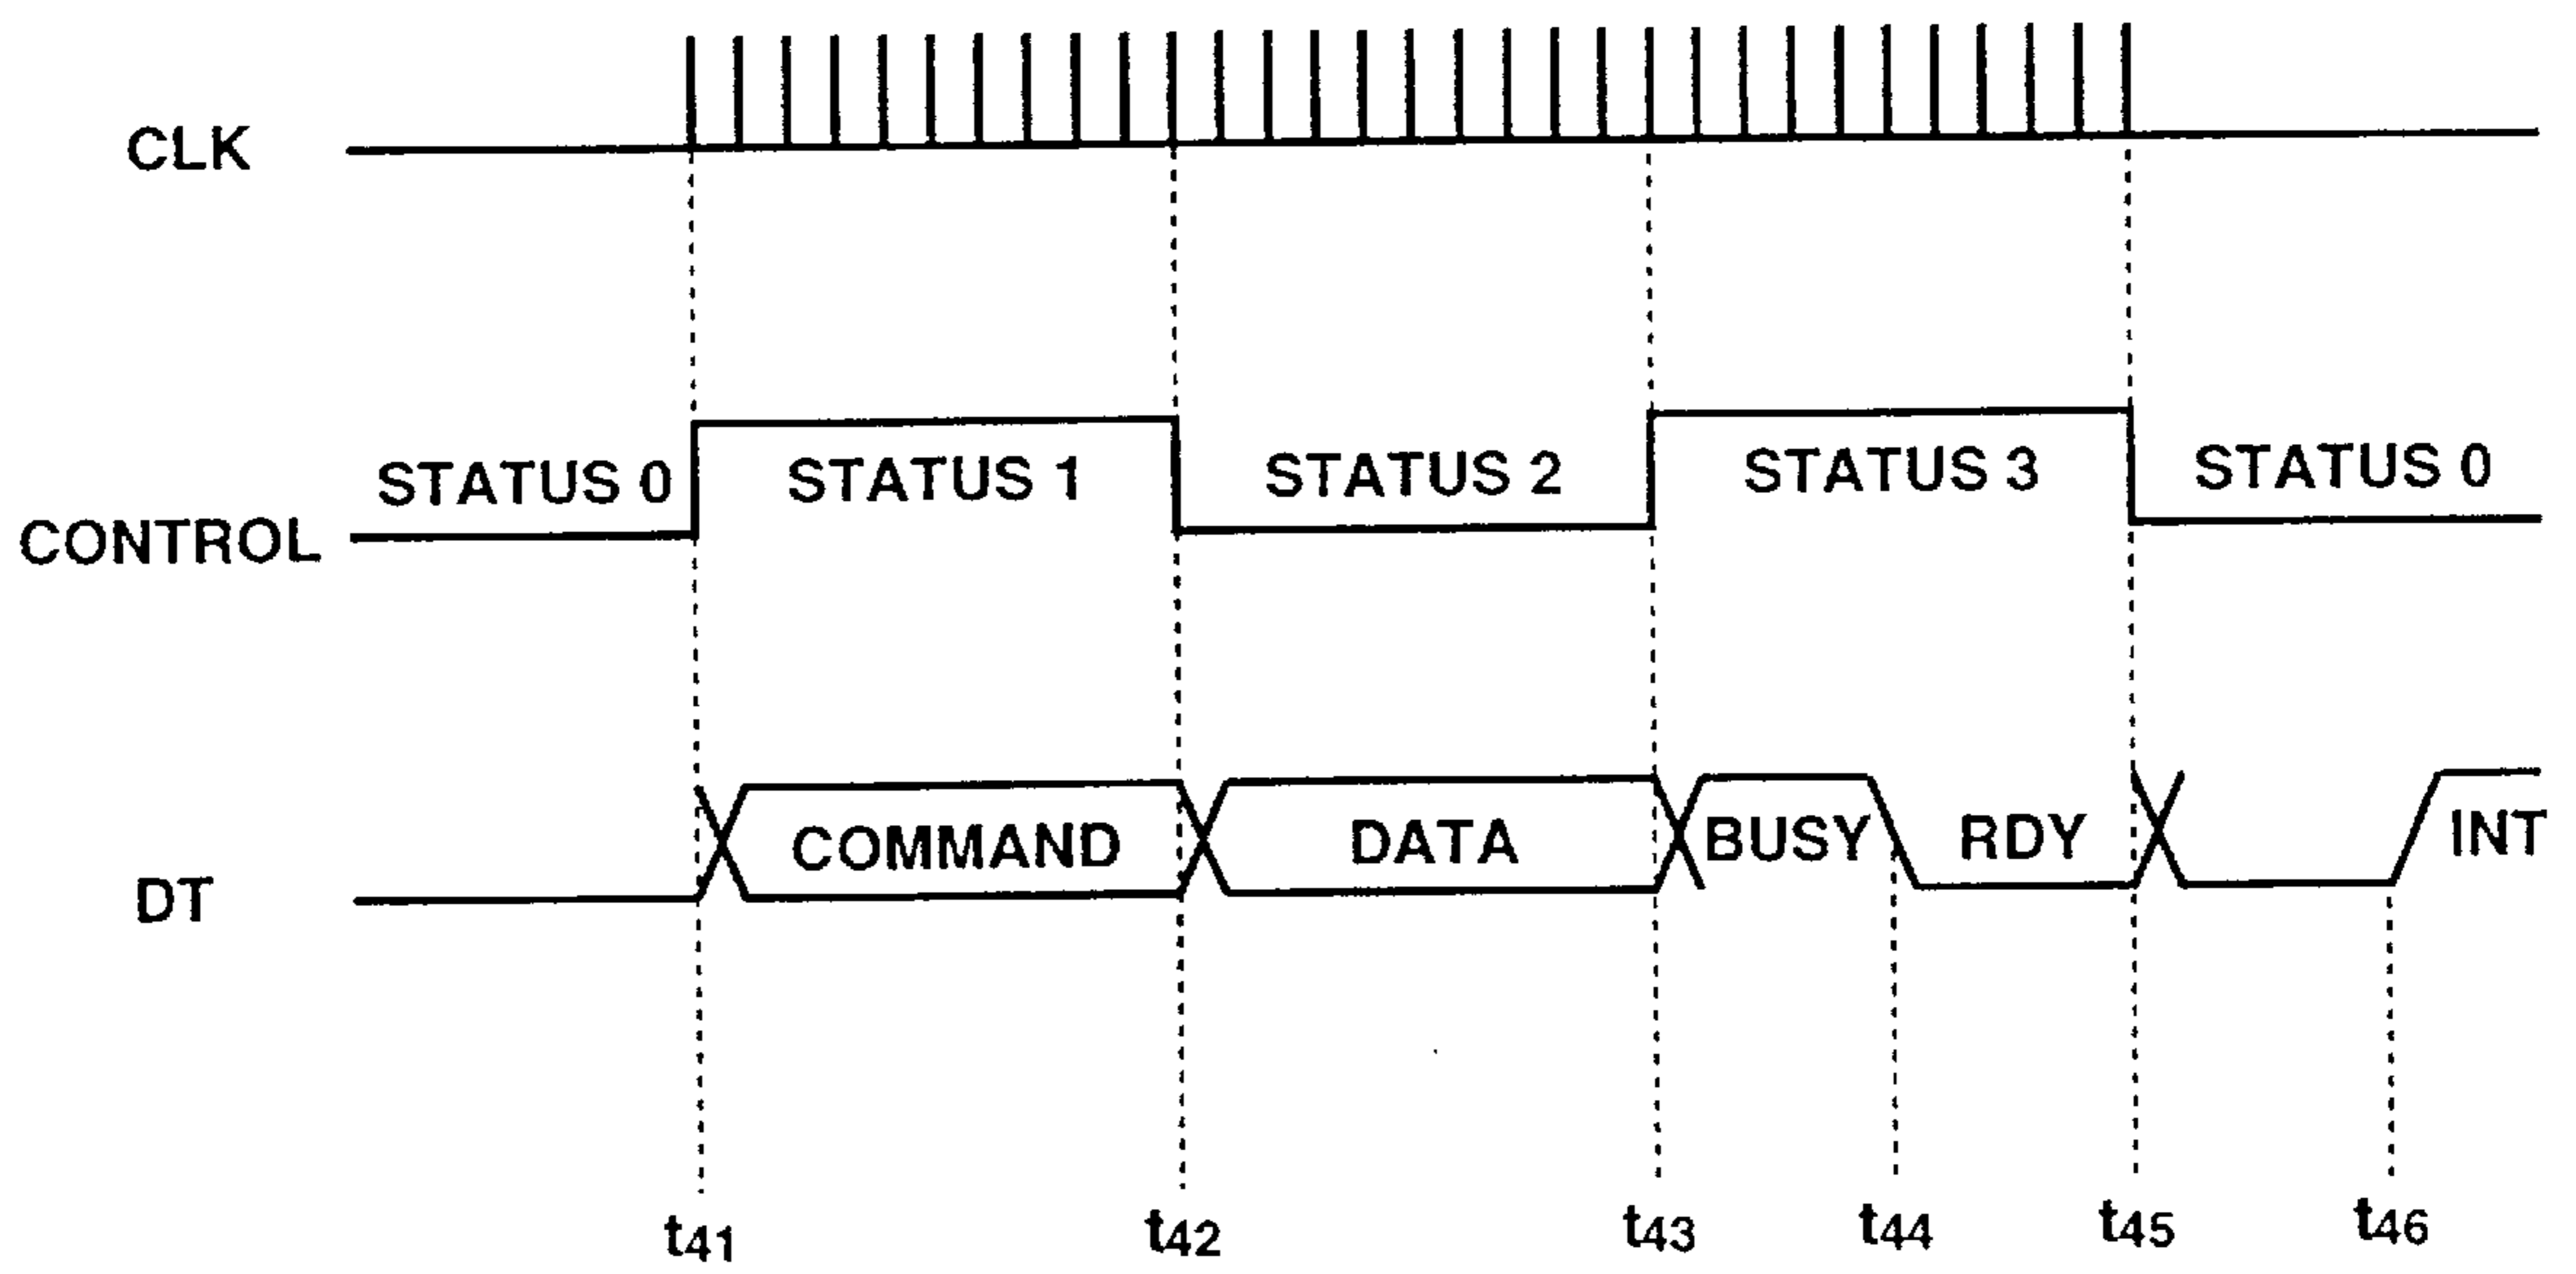 CLK
STATUS 0 STATUS 1 STATUS 2 STATUS 3 STATUS 0
CONTROL
COMMAND DATA BUSY RDY INT
DT
t41 t42 t43 t44 t45 t46